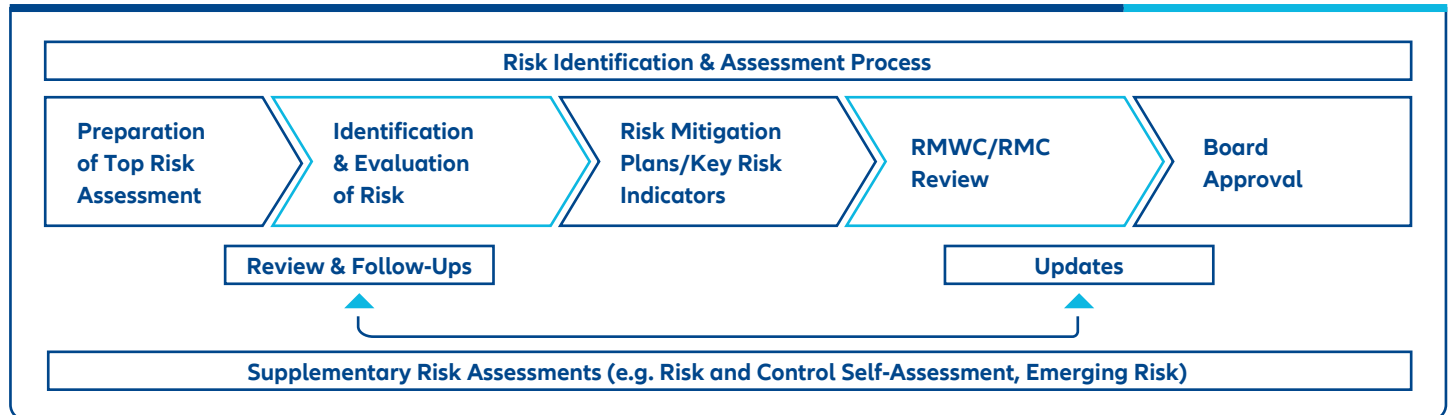 Risk Identification & Assessment Process
Preparation
of Top Risk
Assessment
Identification
& Evaluation
of Risk
Risk Mitigation
Plans/Key Risk
Indicators
RMWC/RMC
Review
Board
Approval
Review & Follow-Ups
Updates
Supplementary Risk Assessments (e.g. Risk and Control Self-Assessment, Emerging Risk)